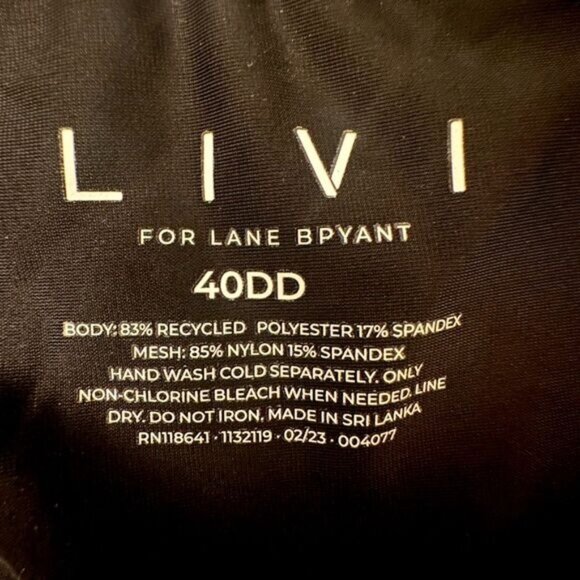 LIVI
FOR LANE BPYANT
40DD
BODY: 83% RECYCLED POLYESTER 17% SPANDEX
MESH: 85% NYLON 15% SPANDEX
HAND WASH COLD SEPARATELY. ONLY
NON-CHLORINE BLEACH WHEN NEEDED. LINE
DRY. DO NOT IRON. MADE IN SRI LANKA
RN118641 · 1132119 · 02/23 · 004077